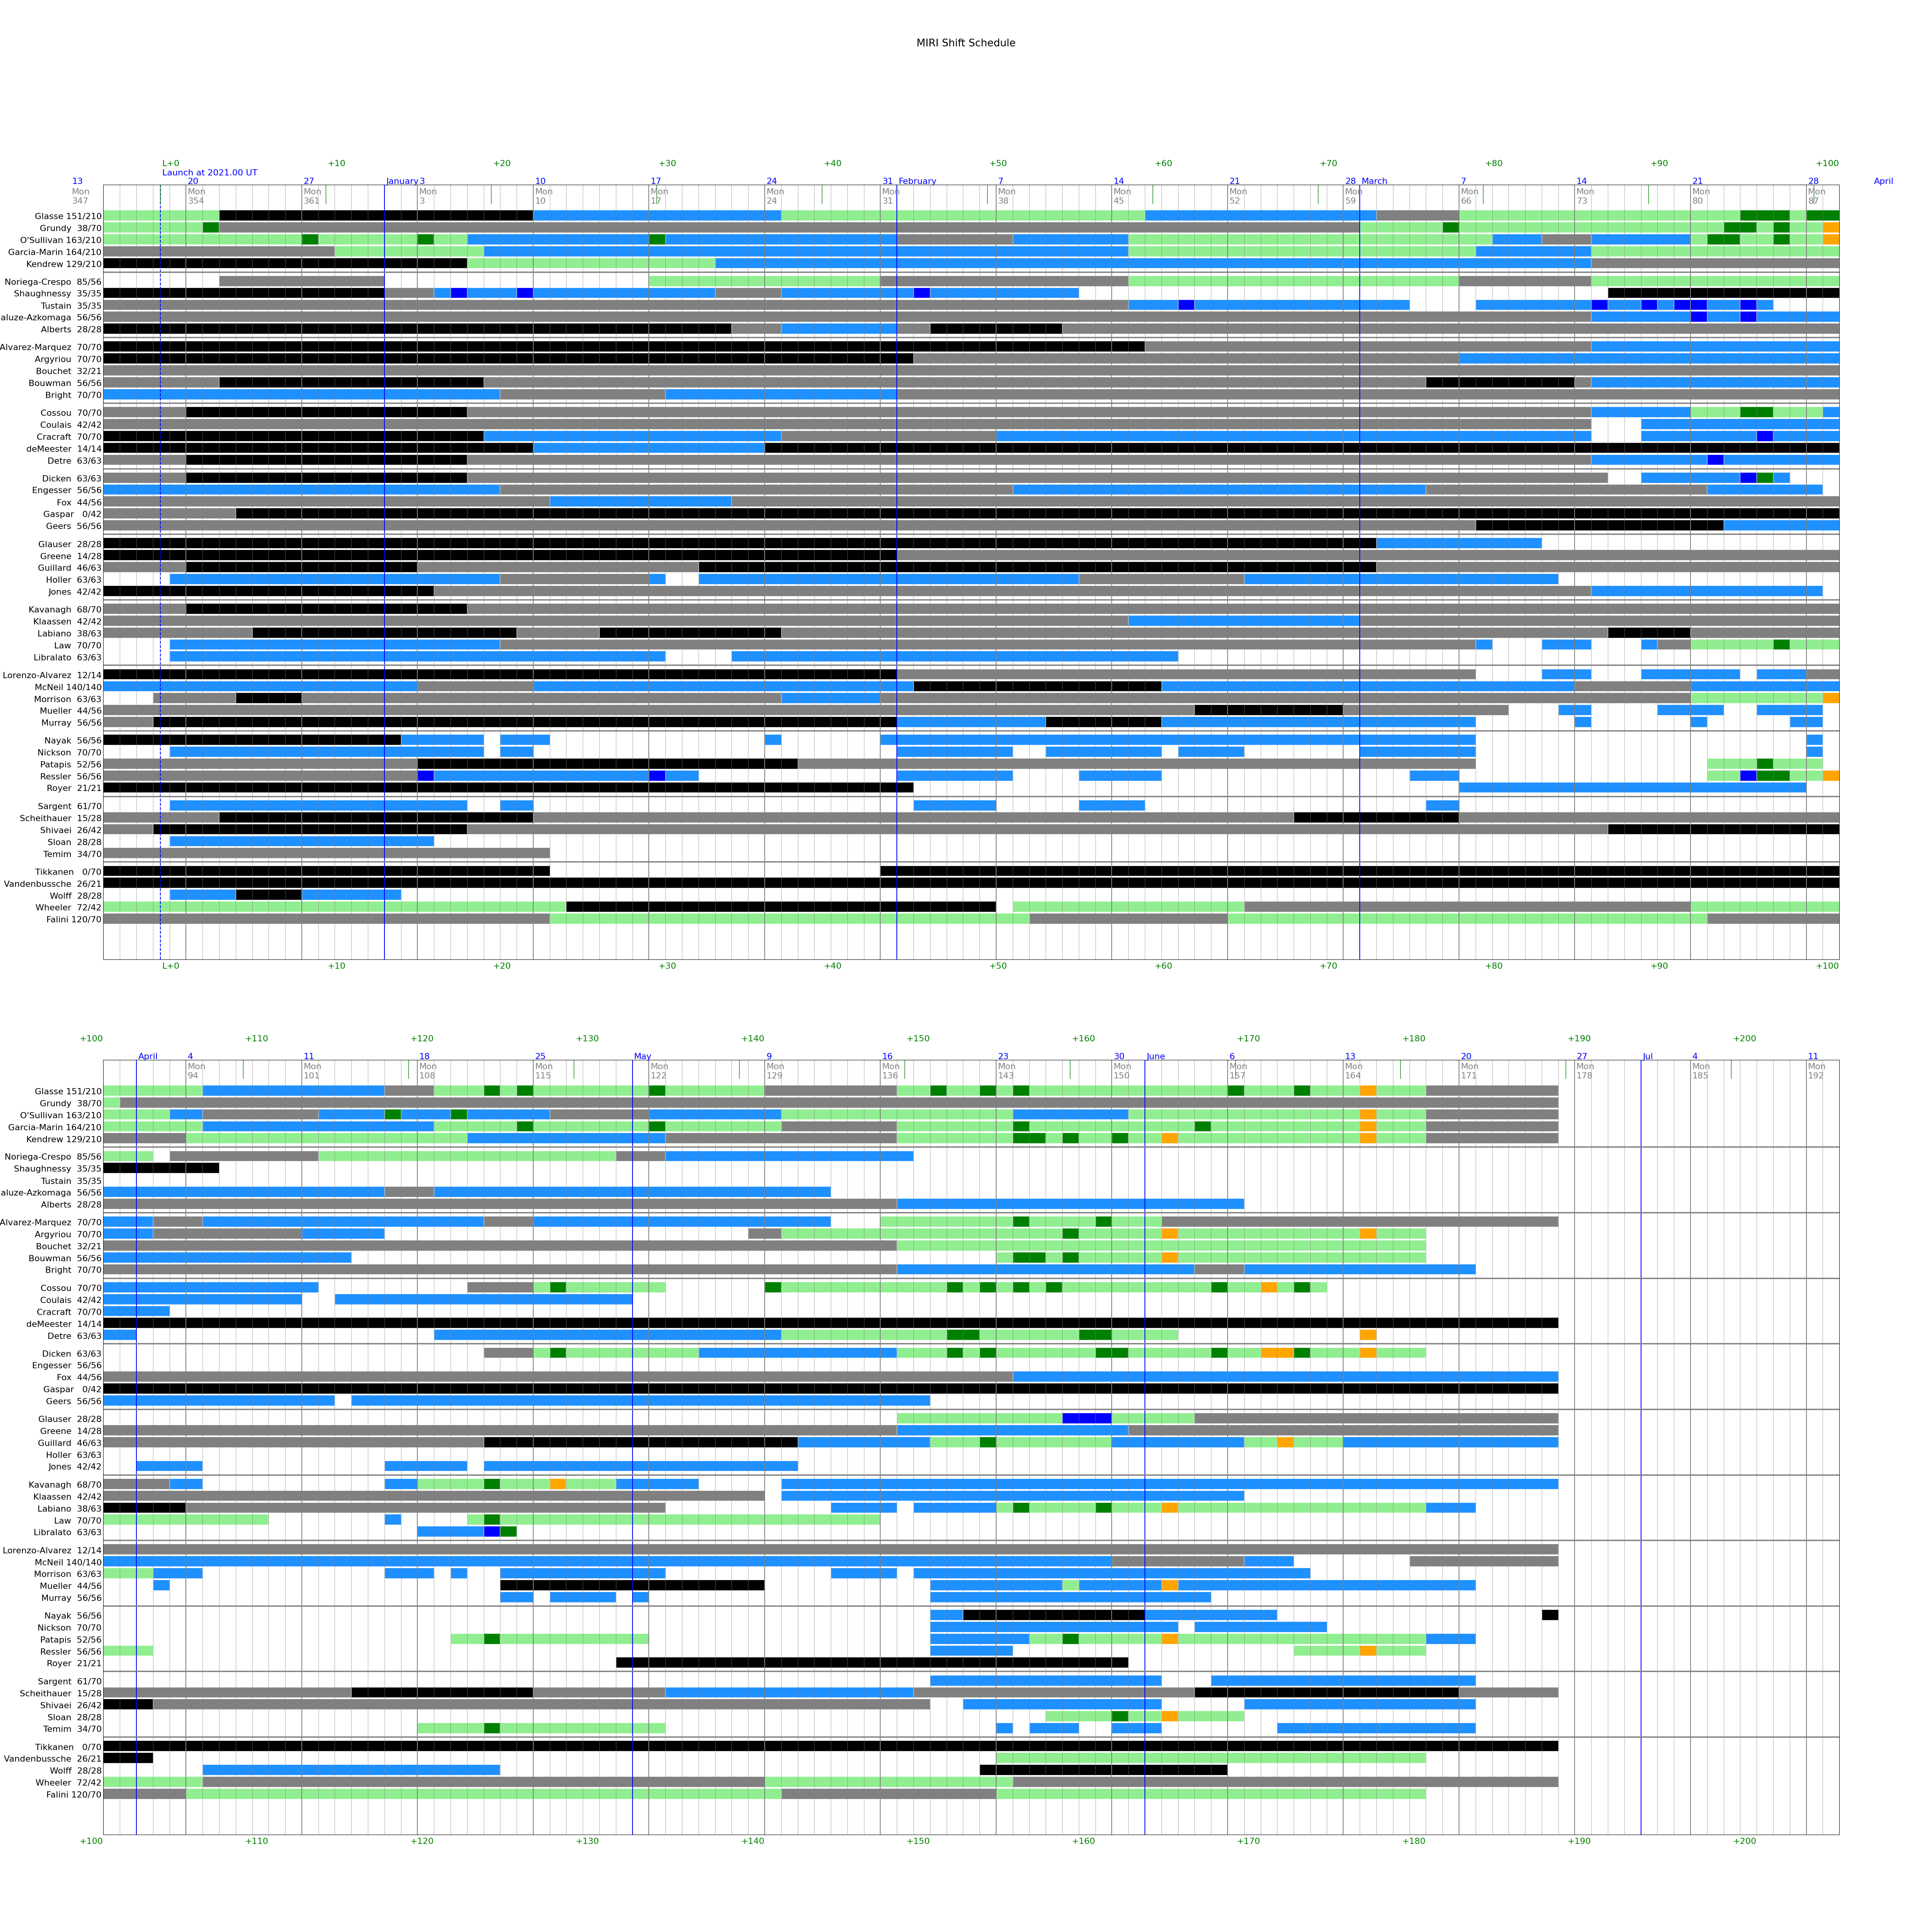 MIRI Shift Schedule
L+0 +10 +20 +30 +40 +50 +60 +70 +80 +90 +100
Launch at 2021.00 UT
13 20 27 January 3 10 17 24 31 February 7 14 21 28 March 7 14 21 28 April
Mon Mon Mon Mon Mon Mon Mon Mon Mon Mon Mon Mon Mon Mon Mon
347 354 361 3 10 17 24 31 38 45 52 59 66 73 80 87
Glasse 151/210
Grundy 38/70
O'Sullivan 163/210
Garcia-Marin 164/210
Kendrew 129/210
Noriega-Crespo 85/56
Shaughnessy 35/35
Tustain 35/35
aluze-Azkomaga 56/56
Alberts 28/28
Alvarez-Marquez 70/70
Argyriou 70/70
Bouchet 32/21
Bouwman 56/56
Bright 70/70
Cossou 70/70
Coulais 42/42
Cracraft 70/70
deMeester 14/14
Detre 63/63
Dicken 63/63
Engesser 56/56
Fox 44/56
Gaspar 0/42
Geers 56/56
Glauser 28/28
Greene 14/28
Guillard 46/63
Holler 63/63
Jones 42/42
Kavanagh 68/70
Klaassen 42/42
Labiano 38/63
Law 70/70
Libralato 63/63
Lorenzo-Alvarez 12/14
McNeil 140/140
Morrison 63/63
Mueller 44/56
Murray 56/56
Nayak 56/56
Nickson 70/70
Patapis 52/56
Ressler 56/56
Royer 21/21
Sargent 61/70
Scheithauer 15/28
Shivaei 26/42
Sloan 28/28
Temim 34/70
Tikkanen 0/70
Vandenbussche 26/21
Wolff 28/28
Wheeler 72/42
Falini 120/70
L+0 +10 +20 +30 +40 +50 +60 +70 +80 +90 +100
+100 +110 +120 +130 +140 +150 +160 +170 +180 +190 +200
April 4 11 18 25 May 9 16 23 30 June 6 13 20 27 Jul 4 11
Mon Mon Mon Mon Mon Mon Mon Mon Mon Mon Mon Mon Mon Mon Mon
94 101 108 115 122 129 136 143 150 157 164 171 178 185 192
Glasse 151/210
Grundy 38/70
O'Sullivan 163/210
Garcia-Marin 164/210
Kendrew 129/210
Noriega-Crespo 85/56
Shaughnessy 35/35
Tustain 35/35
aluze-Azkomaga 56/56
Alberts 28/28
Alvarez-Marquez 70/70
Argyriou 70/70
Bouchet 32/21
Bouwman 56/56
Bright 70/70
Cossou 70/70
Coulais 42/42
Cracraft 70/70
deMeester 14/14
Detre 63/63
Dicken 63/63
Engesser 56/56
Fox 44/56
Gaspar 0/42
Geers 56/56
Glauser 28/28
Greene 14/28
Guillard 46/63
Holler 63/63
Jones 42/42
Kavanagh 68/70
Klaassen 42/42
Labiano 38/63
Law 70/70
Libralato 63/63
Lorenzo-Alvarez 12/14
McNeil 140/140
Morrison 63/63
Mueller 44/56
Murray 56/56
Nayak 56/56
Nickson 70/70
Patapis 52/56
Ressler 56/56
Royer 21/21
Sargent 61/70
Scheithauer 15/28
Shivaei 26/42
Sloan 28/28
Temim 34/70
Tikkanen 0/70
Vandenbussche 26/21
Wolff 28/28
Wheeler 72/42
Falini 120/70
+100 +110 +120 +130 +140 +150 +160 +170 +180 +190 +200